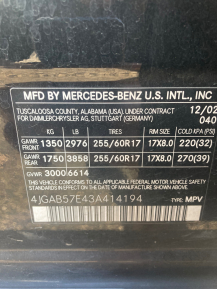 MFD BY MERCEDES-BENZ U.S. INTL., INC
TUSCALOOSA COUNTY, ALABAMA UNDER CONTRACT 12/02
FOR DAIMLERCHRYSLER AG, STUTTGART (GERMANY) 040
FRONT GAWR KG LB TIRES RIMS COLD KPA (PSI)
1350 2976 255/60R17 17X8.0 220(32)
GAWR REAR 1750 3858 255/60R17 17X8.0 270(39)
GVWR 3000 6614
4JGAB57E43A414194 TYPE: MPV
THIS VEHICLE CONFORMS TO ALL APPLICABLE U.S. FEDERAL
MOTOR VEHICLE SAFETY STANDARDS IN EFFECT ON THE
DATE OF MANUFACTURE SHOWN ABOVE